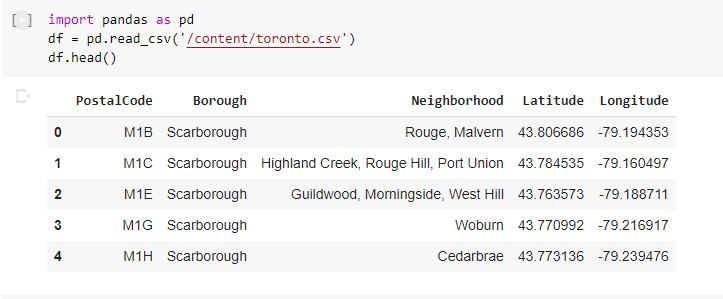 [ ] import pandas as pd
df = pd.read_csv('/content/toronto.csv')
df.head()
PostalCode Borough Neighborhood Latitude Longitude
0 M1B Scarborough Rouge, Malvern 43.806686 -79.194353
1 M1C Scarborough Highland Creek, Rouge Hill, Port Union 43.784535 -79.160497
2 M1E Scarborough Guildwood, Morningside, West Hill 43.763573 -79.188711
3 M1G Scarborough Woburn 43.770992 -79.216917
4 M1H Scarborough Cedarbrae 43.773136 -79.239476